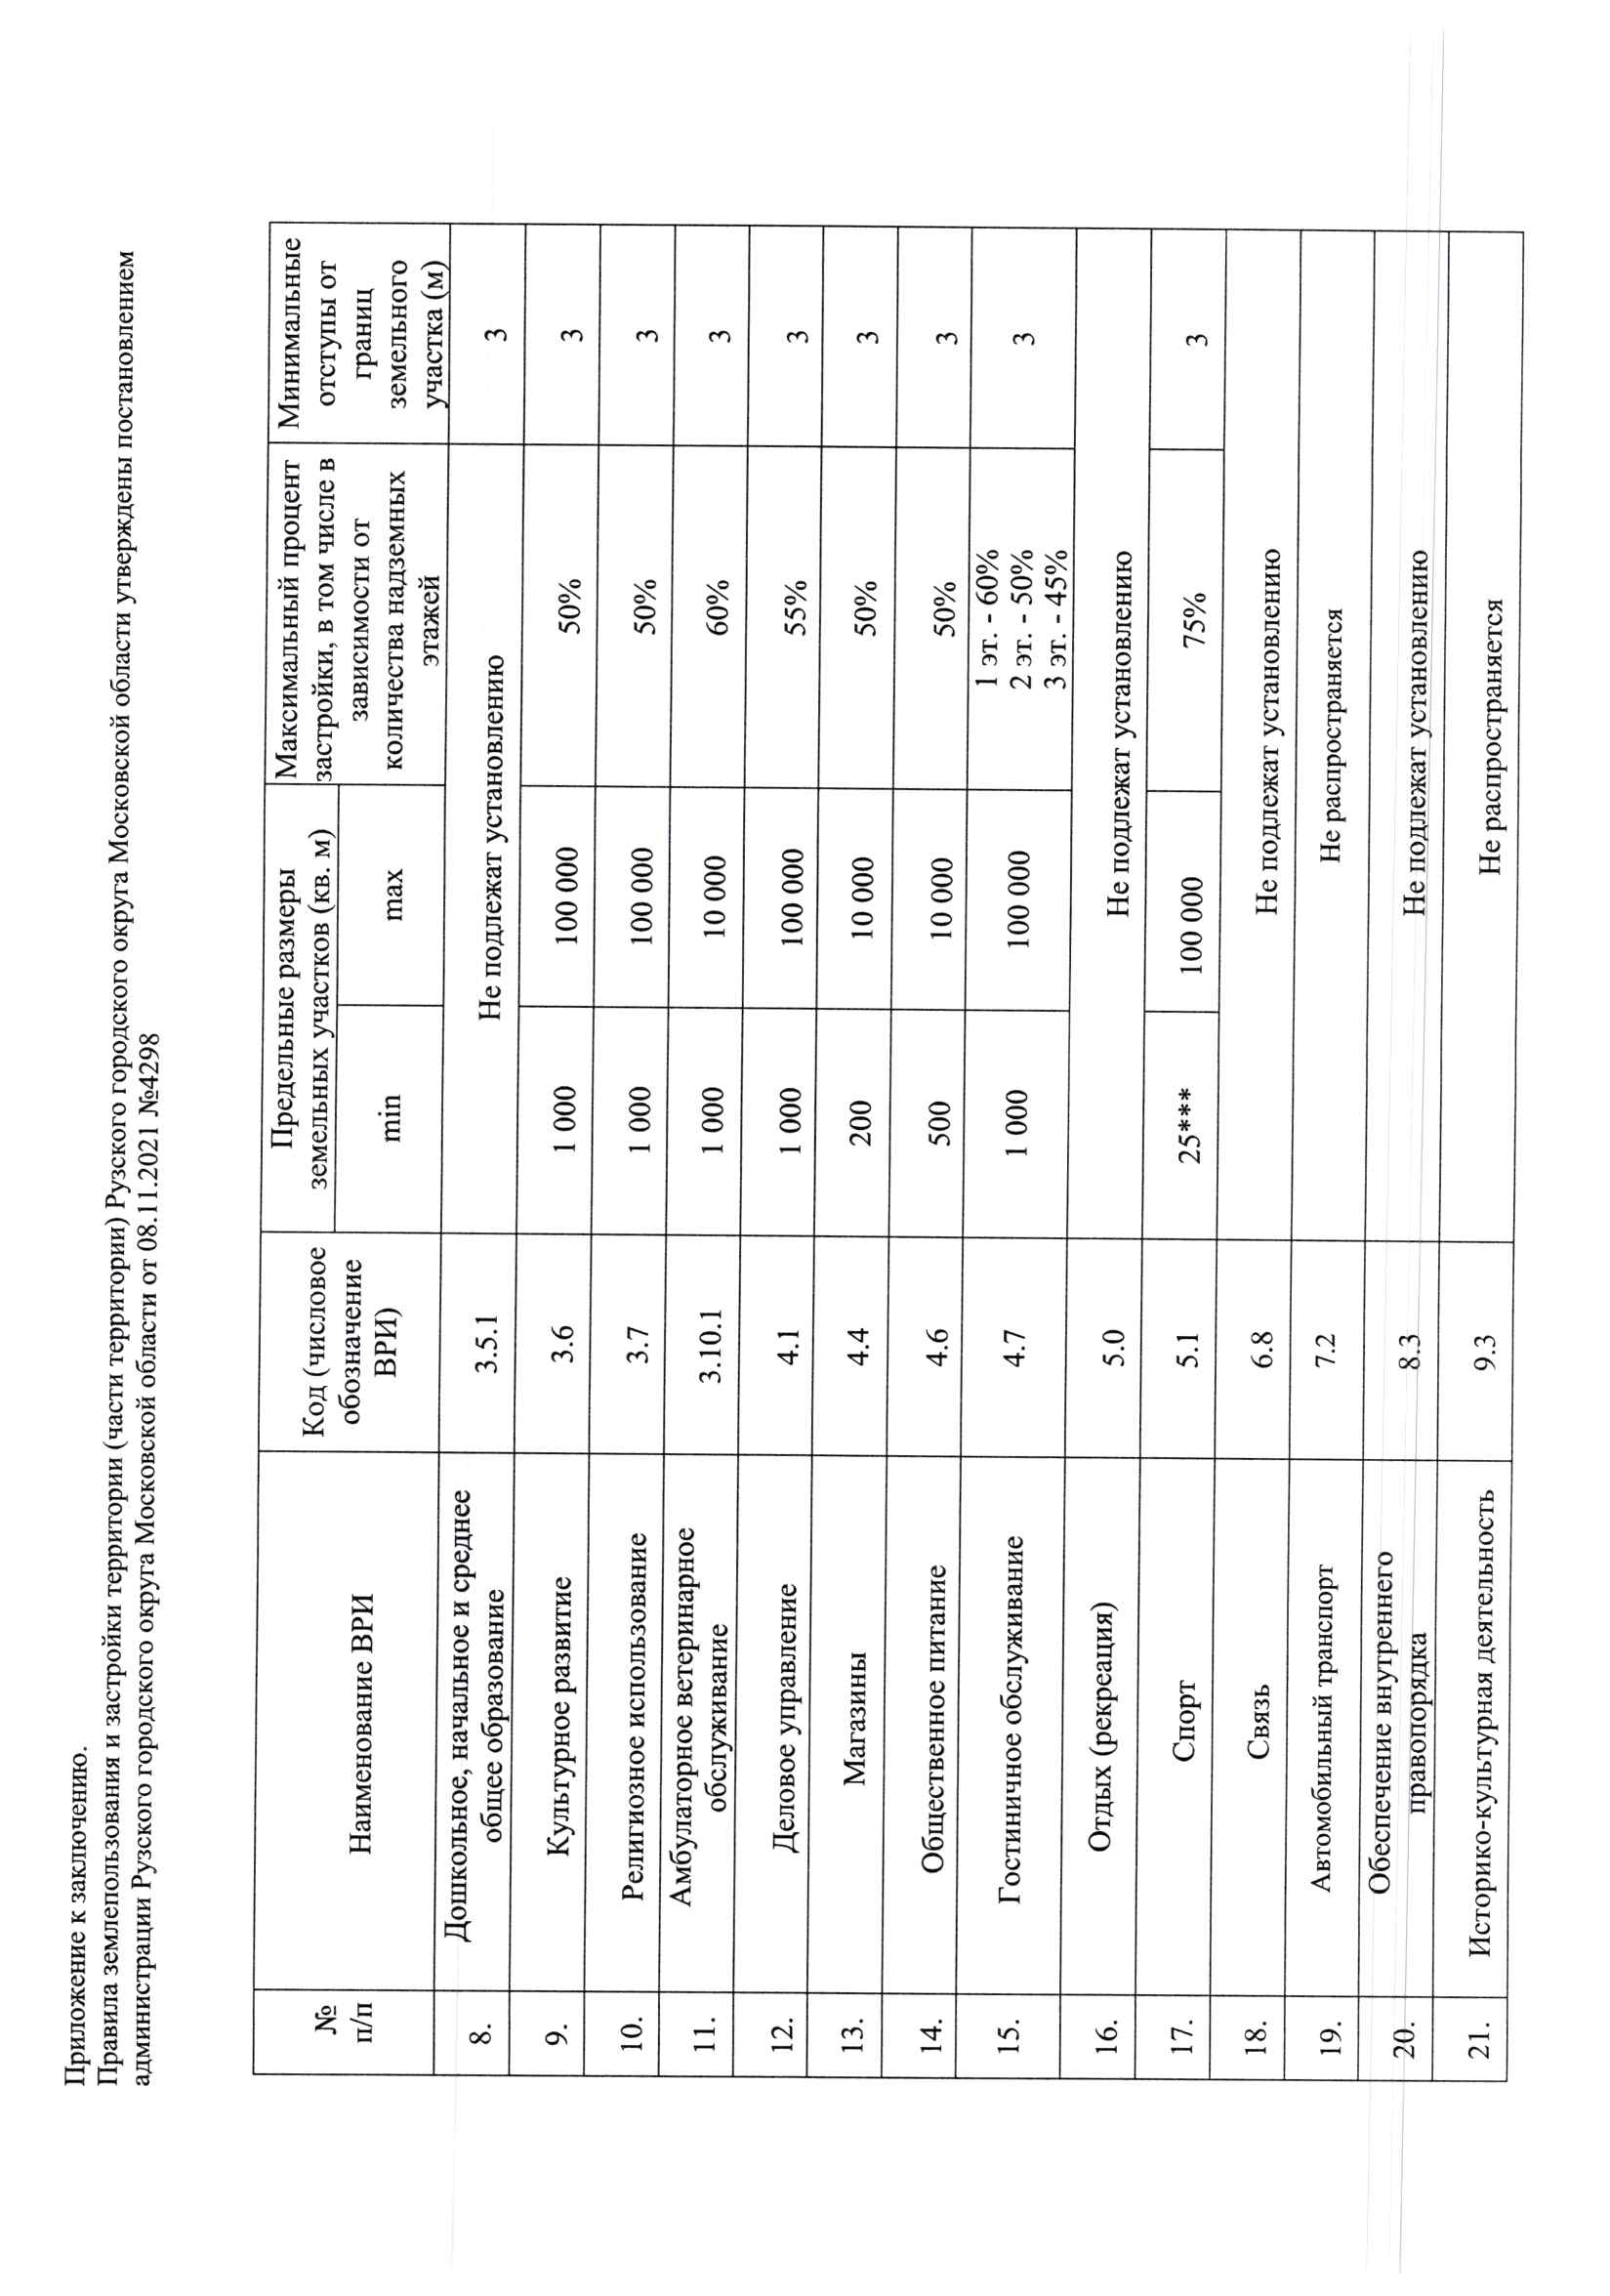 Приложение к заключению.
Правила землепользования и застройки территории (части территории) Рузского городского округа Московской области утверждены постановлением
администрации Рузского городского округа Московской области от 08.11.2021 №4298
№
п/п
Наименование ВРИ
Код (числовое
обозначение
ВРИ)
Предельные размеры
земельных участков (кв. м)
min
max
Максимальный процент
застройки, в том числе в
зависимости от
количества надземных
этажей
Минимальные
отступы от
границ
земельного
участка (м)
8.
Дошкольное, начальное и среднее
общее образование
3.5.1
Не подлежат установлению
3
9.
Культурное развитие
3.6
1 000
100 000
50%
3
10.
Религиозное использование
3.7
1 000
100 000
50%
3
11.
Амбулаторное ветеринарное
обслуживание
3.10.1
1 000
10 000
60%
3
12.
Деловое управление
4.1
1 000
100 000
55%
3
13.
Магазины
4.4
200
10 000
50%
3
14.
Общественное питание
4.6
500
10 000
50%
3
15.
Гостиничное обслуживание
4.7
1 000
100 000
1 эт. - 60%
2 эт. - 50%
3 эт. - 45%
3
16.
Отдых (рекреация)
5.0
Не подлежат установлению
17.
Спорт
5.1
25***
100 000
75%
3
18.
Связь
6.8
Не подлежат установлению
19.
Автомобильный транспорт
7.2
Не распространяется
20.
Обеспечение внутреннего
правопорядка
8.3
Не подлежат установлению
21.
Историко-культурная деятельность
9.3
Не распространяется